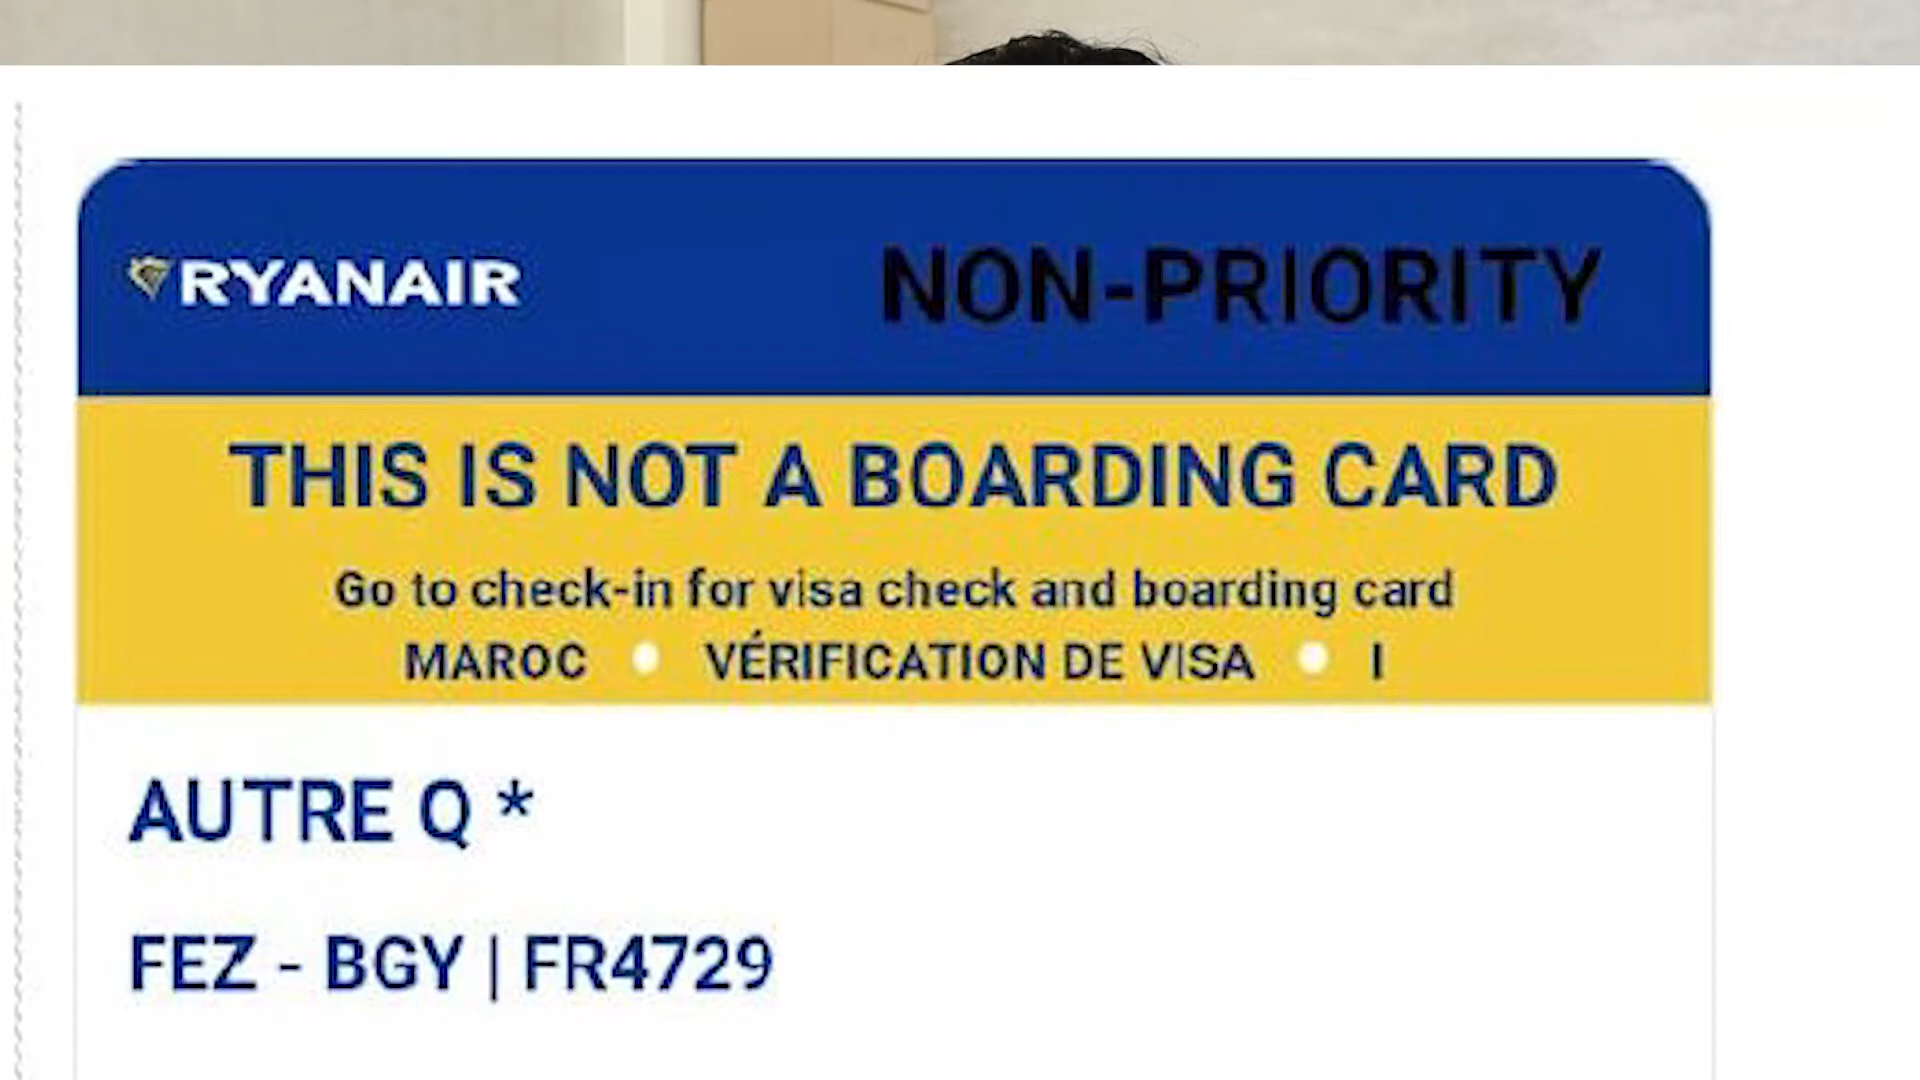 RYANAIR
NON-PRIORITY
THIS IS NOT A BOARDING CARD
Go to check-in for visa check and boarding card
MAROC • VÉRIFICATION DE VISA • I
AUTRE Q *
FEZ - BGY | FR4729